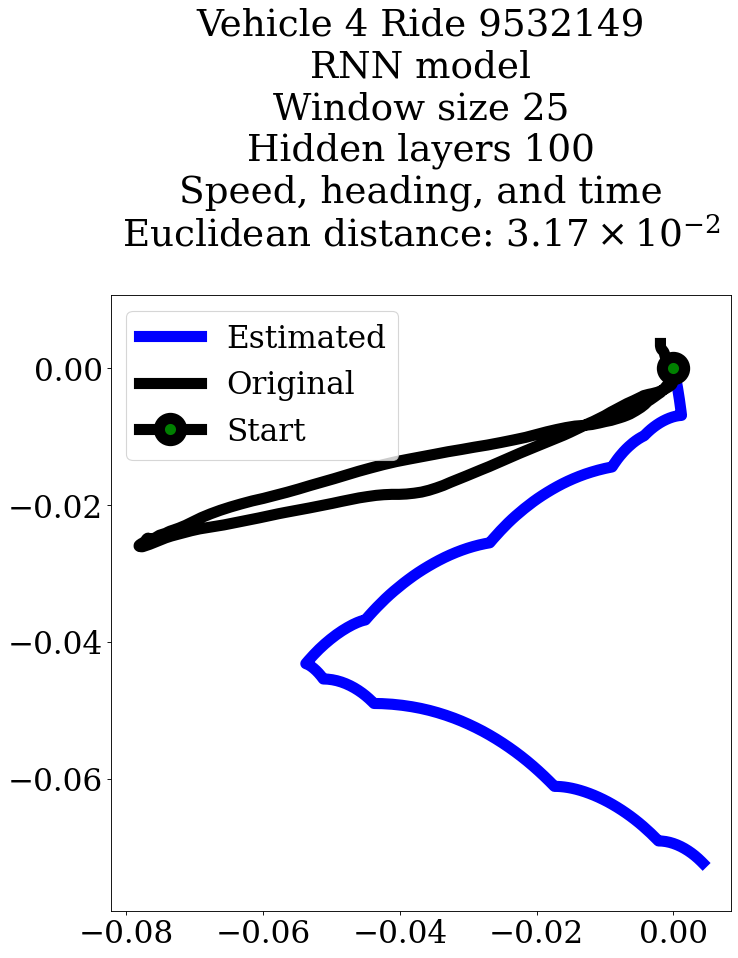 Vehicle 4 Ride 9532149
RNN model
Window size 25
Hidden layers 100
Speed, heading, and time
Euclidean distance: 3.17 × 10⁻²
Estimated
Original
Start
0.00
−0.02
−0.04
−0.06
−0.08 −0.06 −0.04 −0.02 0.00